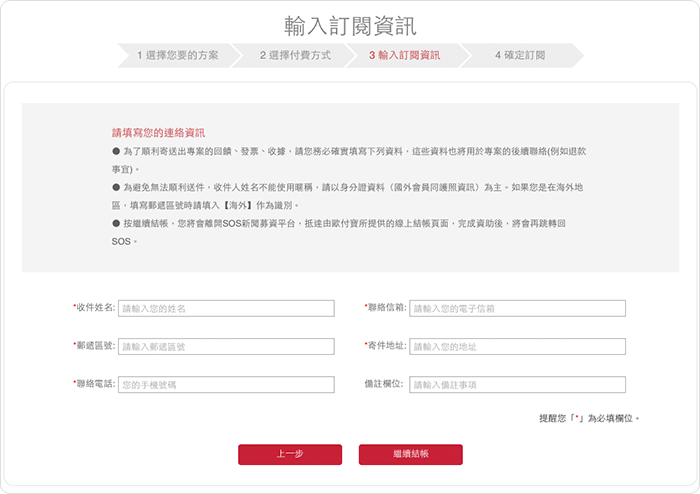 輸入訂閱資訊
1 選擇您要的方案 2 選擇付費方式 3 輸入訂閱資訊 4 確定訂閱
請填寫您的連絡資訊
● 為了順利寄送出專案的回饋、發票、收據，請您務必確實填寫下列資料，這些資料也將用於專案的後續聯絡(例如退款
事宜)。
● 為避免無法順利送件，收件人姓名不能使用暱稱，請以身分證資料（國外會員同護照資訊）為主。如果您是在海外地
區，填寫郵遞區號時請填入【海外】作為識別。
● 按繼續結帳，您將會離開SOS新聞募資平台，抵達由歐付寶所提供的線上結帳頁面，完成資助後，將會再跳轉回
SOS。
*收件姓名: 請輸入您的姓名 *聯絡信箱: 請輸入您的電子信箱
*郵遞區號: 請輸入郵遞區號 *寄件地址: 請輸入您的地址
*聯絡電話: 您的手機號碼 備註欄位: 請輸入備註事項
提醒您「*」為必填欄位。
上一步 繼續結帳